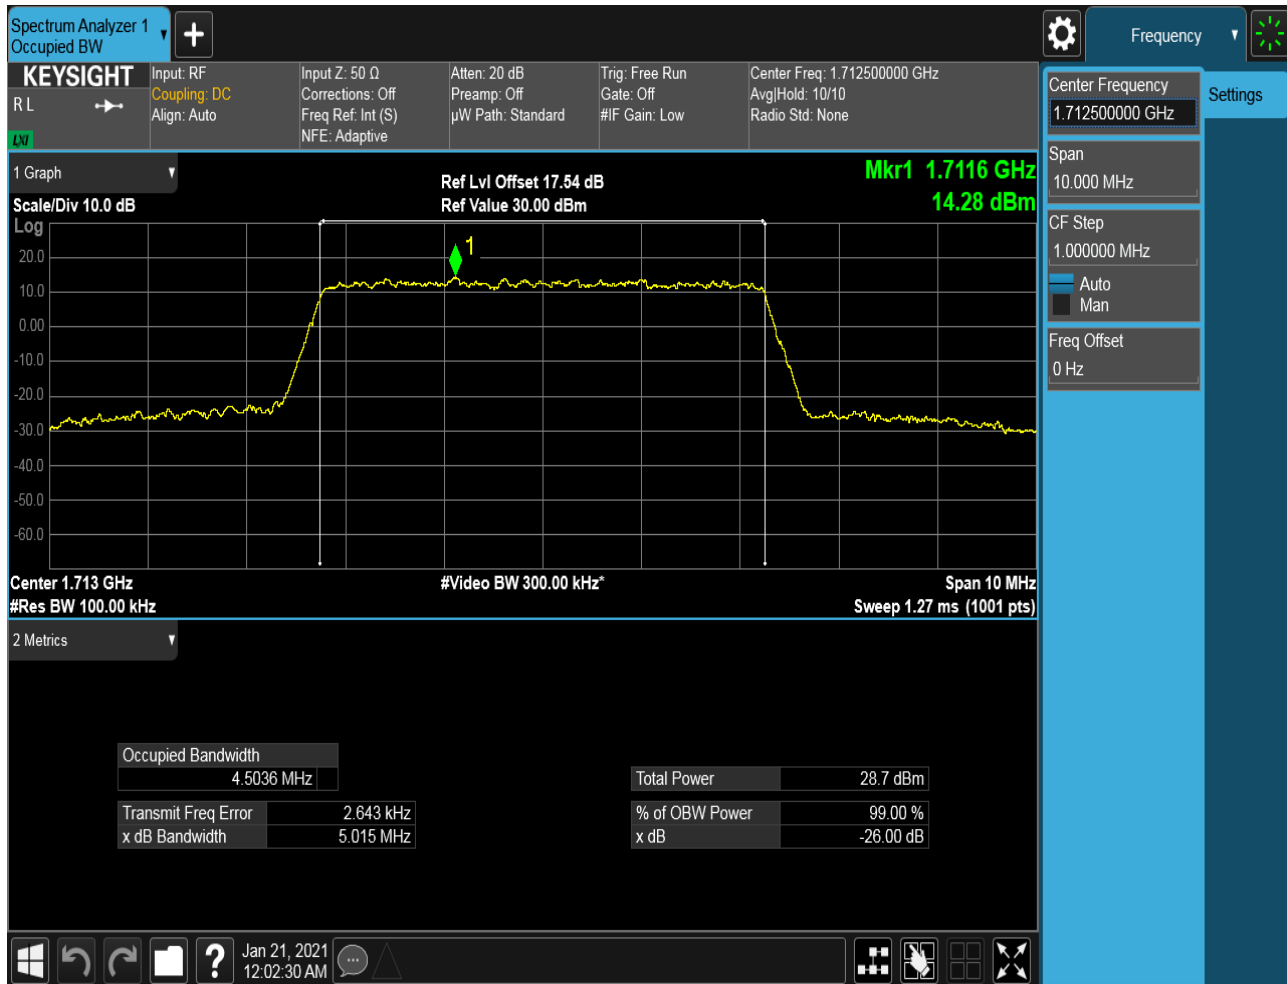 Spectrum Analyzer 1
Occupied BW
Frequency
KEYSIGHT
R L
LXI
Input: RF
Coupling: DC
Align: Auto
Input Z: 50 Ω
Corrections: Off
Freq Ref: Int (S)
NFE: Adaptive
Atten: 20 dB
Preamp: Off
µW Path: Standard
Trig: Free Run
Gate: Off
#IF Gain: Low
Center Freq: 1.712500000 GHz
Avg|Hold: 10/10
Radio Std: None
Center Frequency
1.712500000 GHz
Settings
Span
10.000 MHz
CF Step
1.000000 MHz
Auto
Man
Freq Offset
0 Hz
1 Graph
Scale/Div 10.0 dB
Ref Lvl Offset 17.54 dB
Ref Value 30.00 dBm
Mkr1 1.7116 GHz
14.28 dBm
Log
1
20.0
10.0
0.00
-10.0
-20.0
-30.0
-40.0
-50.0
-60.0
Center 1.713 GHz
#Video BW 300.00 kHz*
Span 10 MHz
#Res BW 100.00 kHz
Sweep 1.27 ms (1001 pts)
2 Metrics
Occupied Bandwidth
4.5036 MHz
Total Power 28.7 dBm
Transmit Freq Error 2.643 kHz
% of OBW Power 99.00 %
x dB Bandwidth 5.015 MHz
x dB -26.00 dB
?
Jan 21, 2021
12:02:30 AM